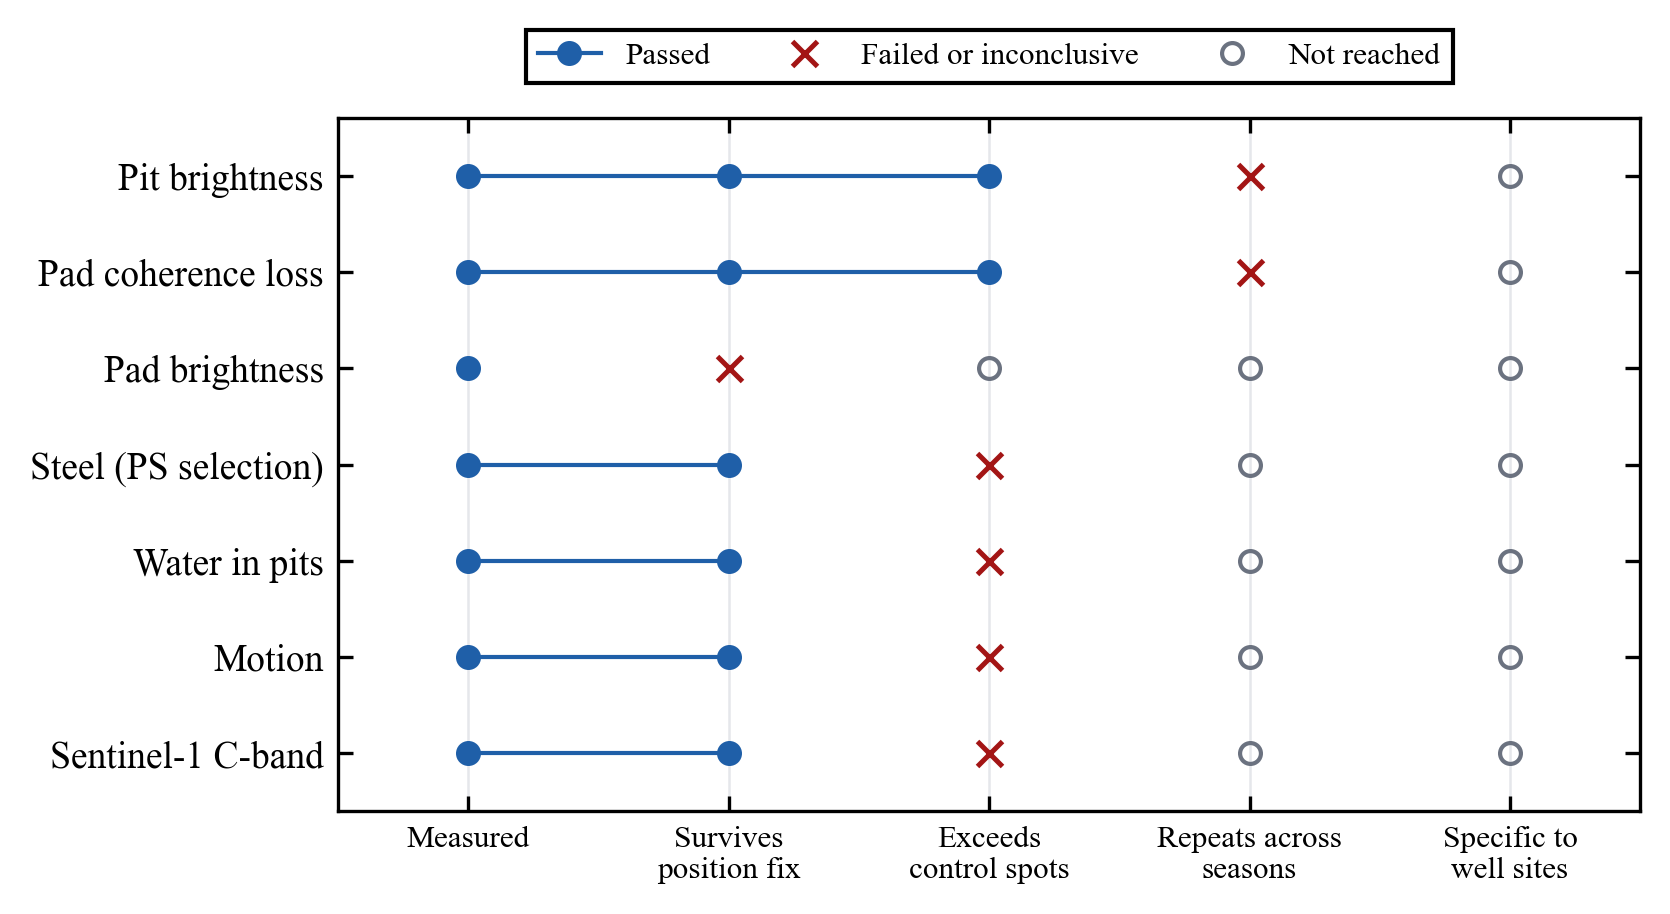 Passed Failed or inconclusive Not reached
Pit brightness
Pad coherence loss
Pad brightness
Steel (PS selection)
Water in pits
Motion
Sentinel-1 C-band
Measured
Survives
position fix
Exceeds
control spots
Repeats across
seasons
Specific to
well sites